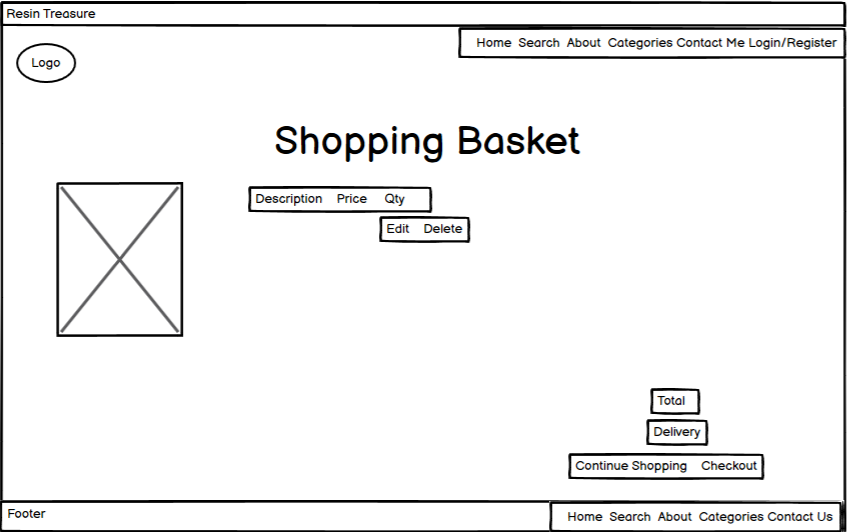 Resin Treasure
Home Search About Categories Contact Me Login/Register
Logo
Shopping Basket
Description Price Qty
Edit Delete
Total
Delivery
Continue Shopping Checkout
Footer
Home Search About Categories Contact Us